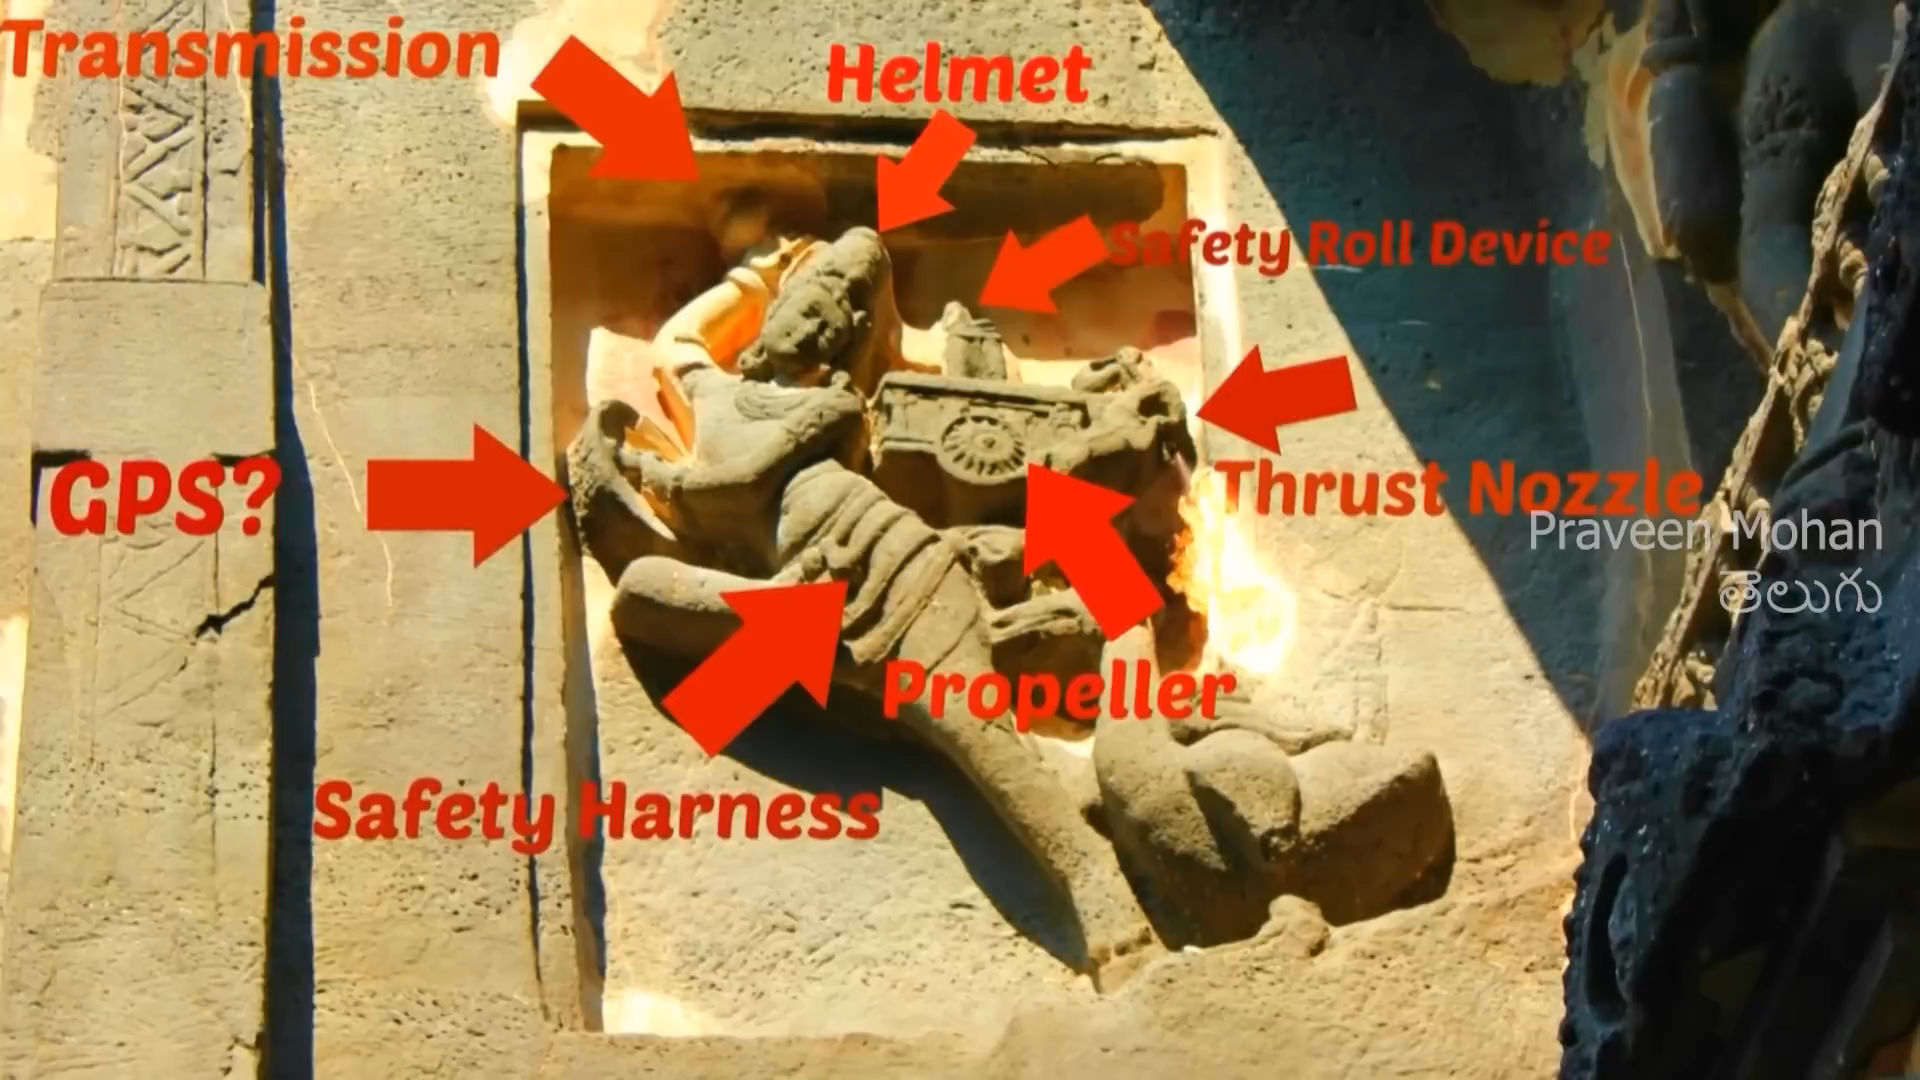 Transmission
Helmet
Safety Roll Device
GPS?
Thrust Nozzle
Praveen Mohan
తెలుగు
Propeller
Safety Harness